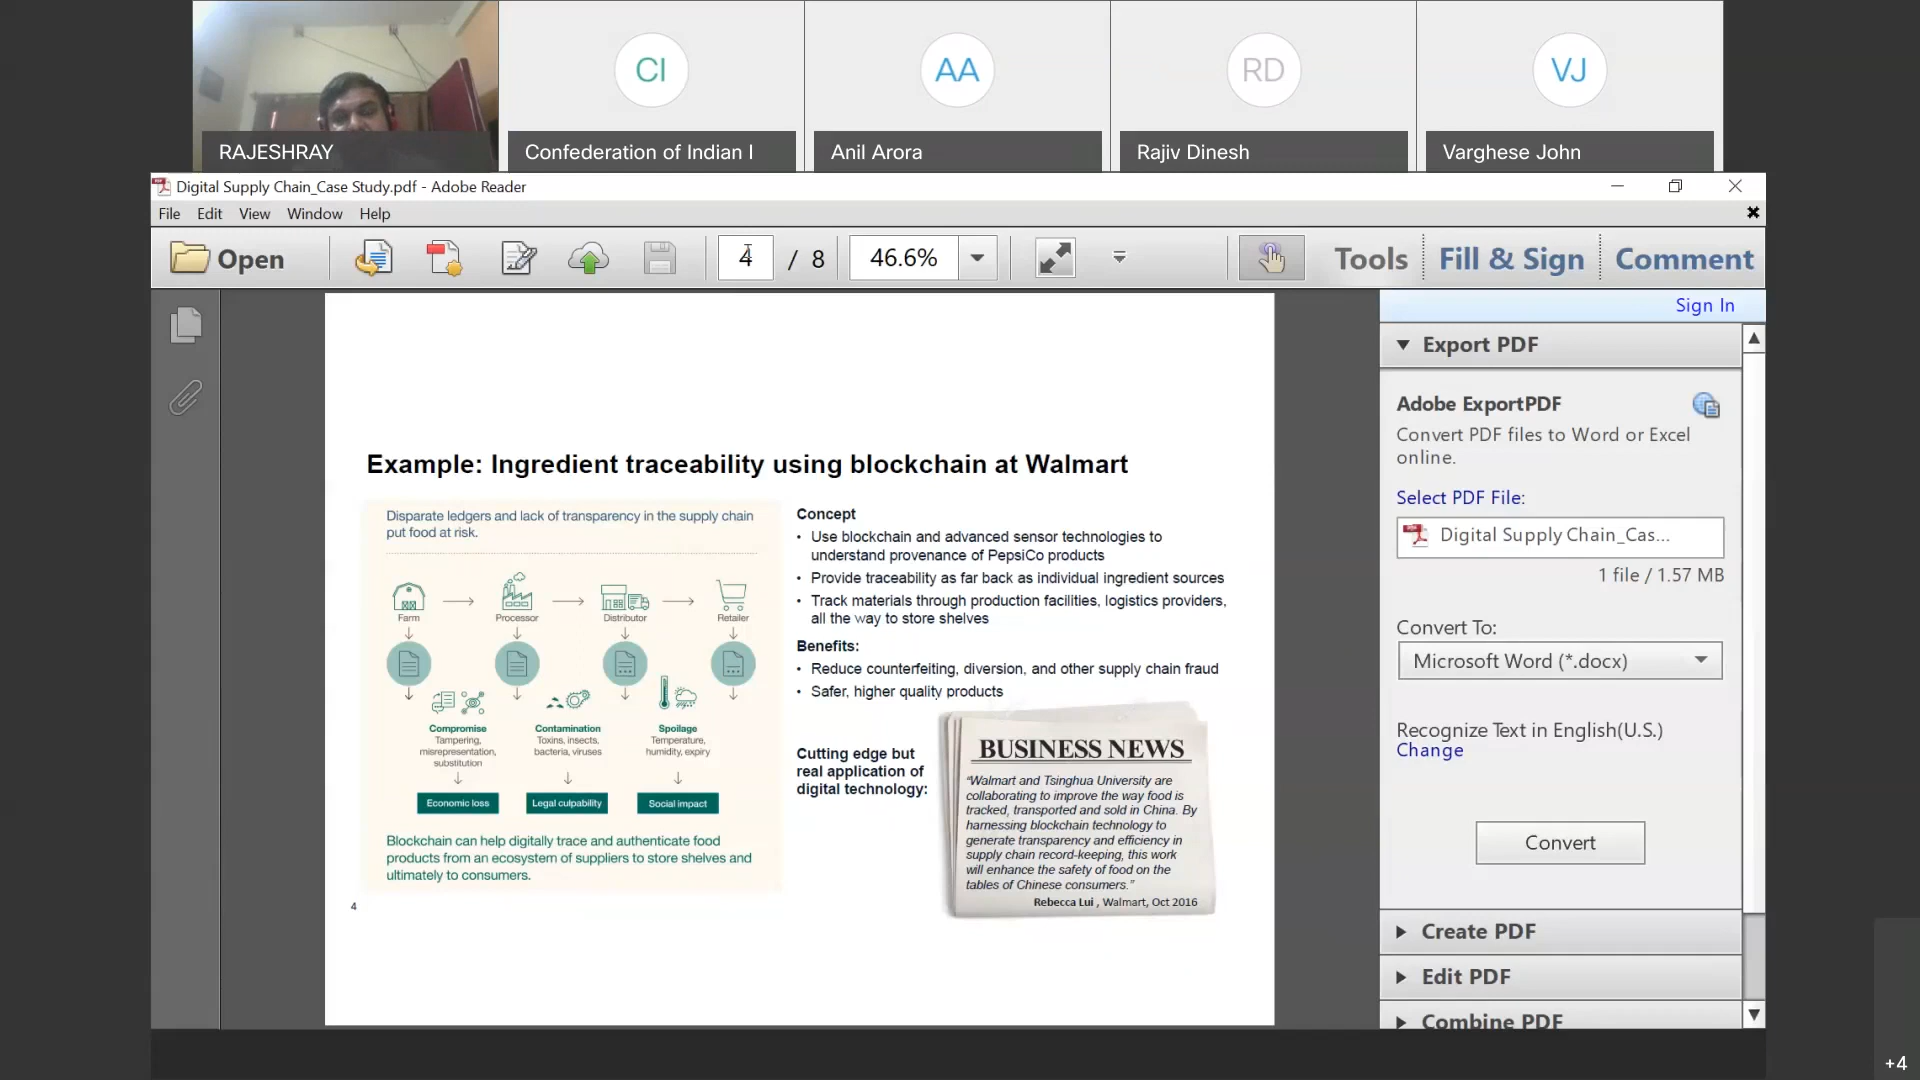 CI
AA
RD
VJ
RAJESHRAY
Confederation of Indian I
Anil Arora
Rajiv Dinesh
Varghese John
Digital Supply Chain_Case Study.pdf - Adobe Reader
File Edit View Window Help
Open
4 / 8
46.6%
Tools
Fill & Sign
Comment
Sign In
Example: Ingredient traceability using blockchain at Walmart
Disparate ledgers and lack of transparency in the supply chain
put food at risk.
Farm
Processor
Distributor
Retailer
Compromise
Tampering,
misrepresentation,
substitution
Contamination
Toxins, insects,
bacteria, viruses
Spoilage
Temperature,
humidity, expiry
Economic loss
Legal culpability
Social impact
Blockchain can help digitally trace and authenticate food
products from an ecosystem of suppliers to store shelves and
ultimately to consumers.
4
Concept
• Use blockchain and advanced sensor technologies to
understand provenance of PepsiCo products
• Provide traceability as far back as individual ingredient sources
• Track materials through production facilities, logistics providers,
all the way to store shelves
Benefits:
• Reduce counterfeiting, diversion, and other supply chain fraud
• Safer, higher quality products
Cutting edge but
real application of
digital technology:
BUSINESS NEWS
“Walmart and Tsinghua University are
collaborating to improve the way food is
tracked, transported and sold in China. By
harnessing blockchain technology to
generate transparency and efficiency in
supply chain record-keeping, this work
will enhance the safety of food on the
tables of Chinese consumers.”
Rebecca Lui , Walmart, Oct 2016
Export PDF
Adobe ExportPDF
Convert PDF files to Word or Excel
online.
Select PDF File:
Digital Supply Chain_Cas...
1 file / 1.57 MB
Convert To:
Microsoft Word (*.docx)
Recognize Text in English(U.S.)
Change
Convert
Create PDF
Edit PDF
Combine PDF
+4